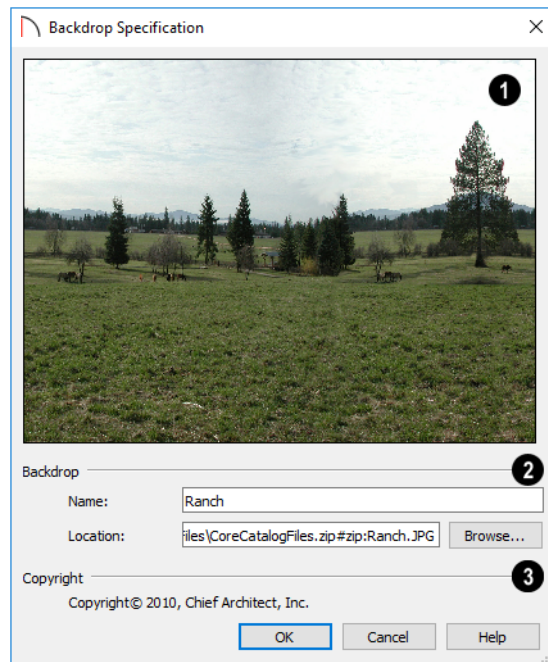 Backdrop Specification
1
Backdrop
2
Name:
Ranch
Location:
Files\CoreCatalogFiles.zip#zip:Ranch.JPG
Browse...
Copyright
3
Copyright© 2010, Chief Architect, Inc.
OK
Cancel
Help